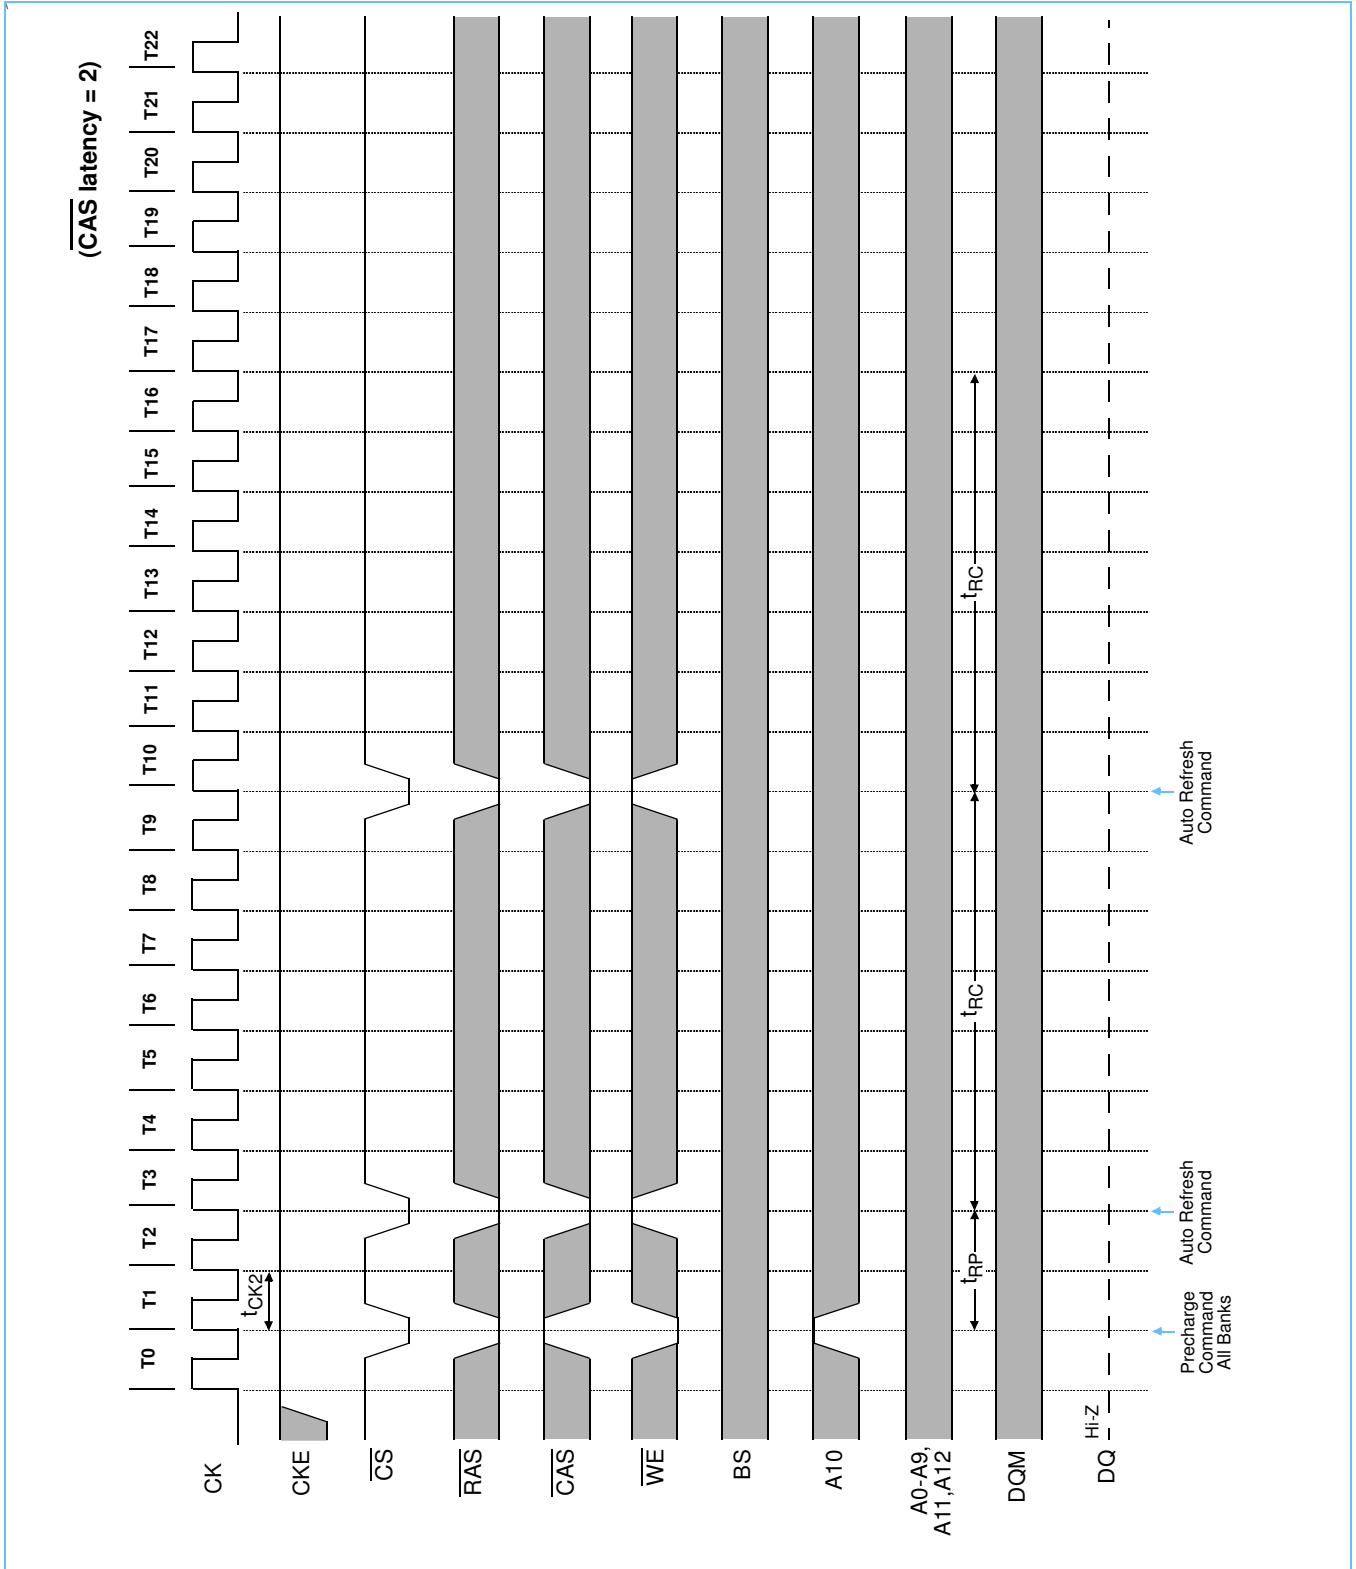 (CAS latency = 2)
T0 T1 T2 T3 T4 T5 T6 T7 T8 T9 T10 T11 T12 T13 T14 T15 T16 T17 T18 T19 T20 T21 T22
CK
tCK2
CKE
CS
RAS
CAS
WE
BS
A10
A0-A9,
A11,A12
tRP
tRC
tRC
DQM
Hi-Z
DQ
Precharge
Command
All Banks
Auto Refresh
Command
Auto Refresh
Command